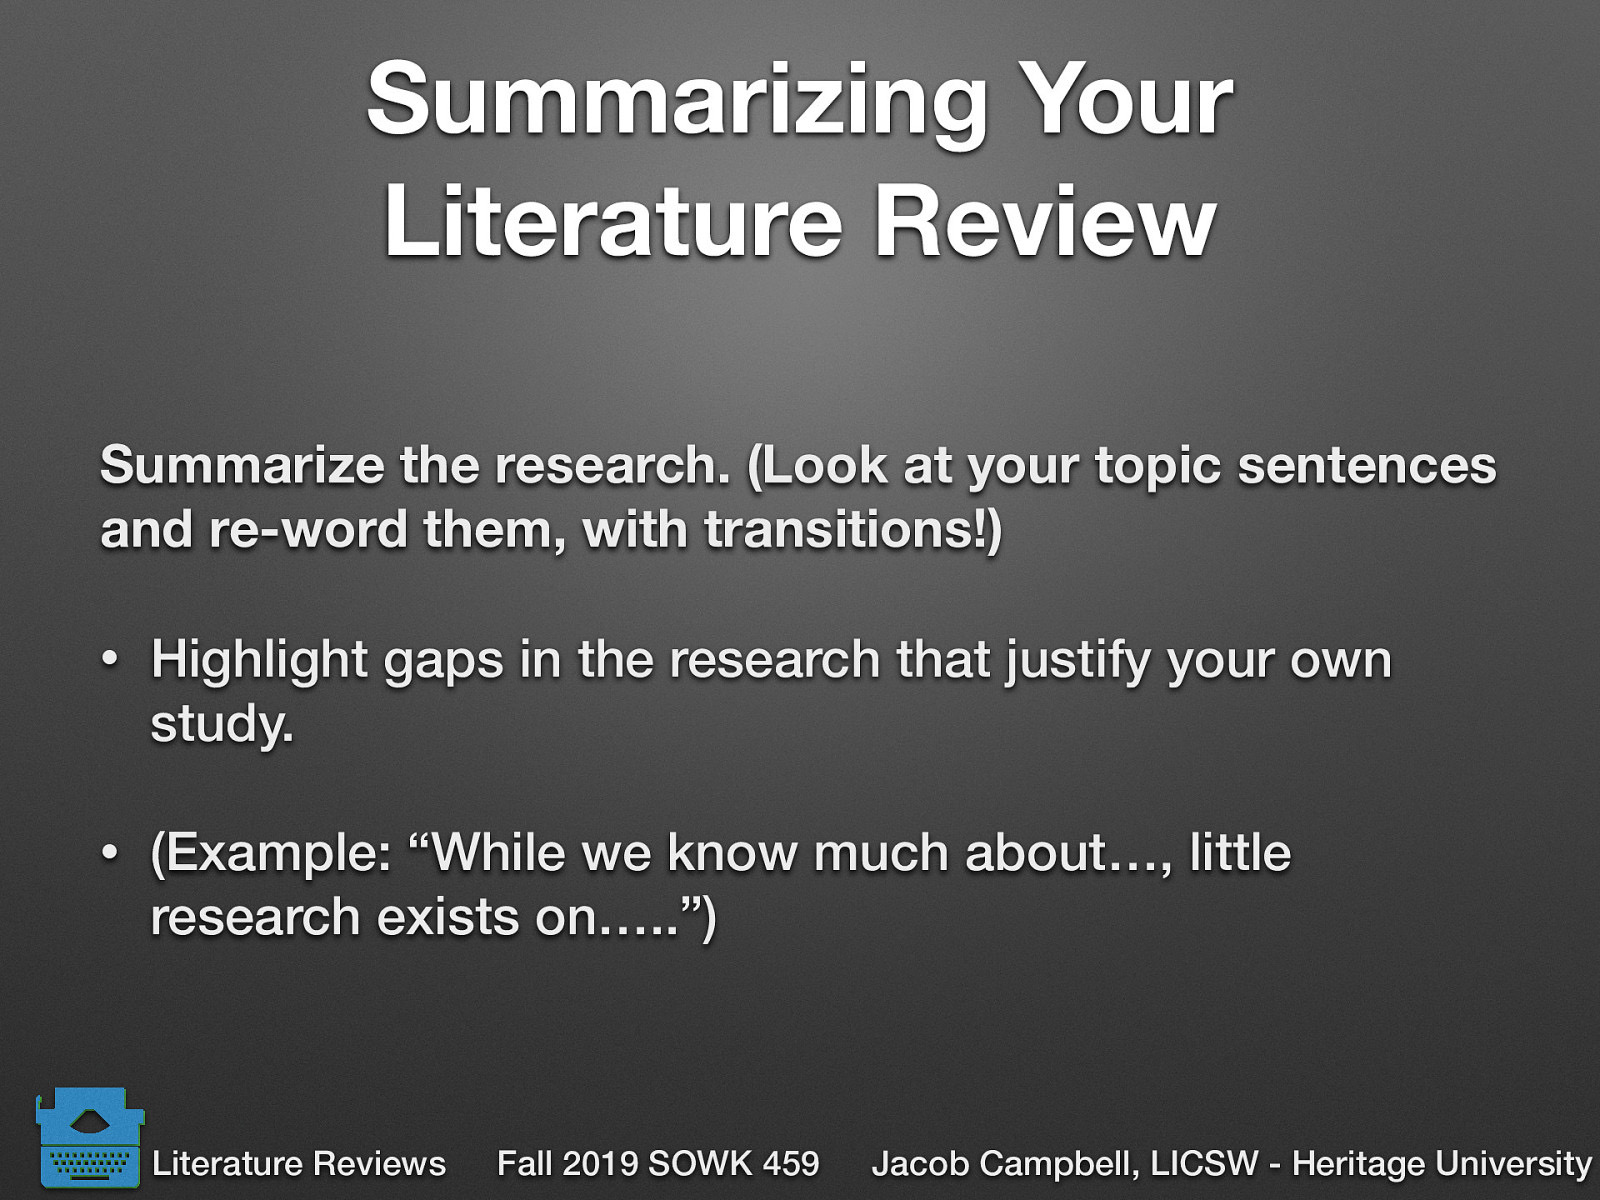 Summarizing Your
Literature Review
Summarize the research. (Look at your topic sentences
and re-word them, with transitions!)
• Highlight gaps in the research that justify your own
study.
• (Example: “While we know much about…, little
research exists on…..”)
Literature Reviews Fall 2019 SOWK 459 Jacob Campbell, LICSW - Heritage University